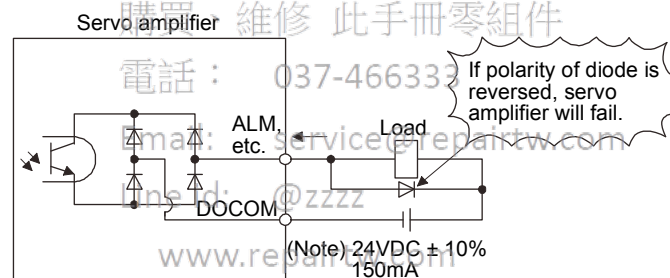 購買、維修 此手冊零組件
Servo amplifier
電話: 037-466333
If polarity of diode is
reversed, servo
amplifier will fail.
ALM,
etc.
Load
Email: service@repairtw.com
Line Id: @zzzz
DOCOM
(Note) 24VDC ± 10%
150mA
www.repairtw.com